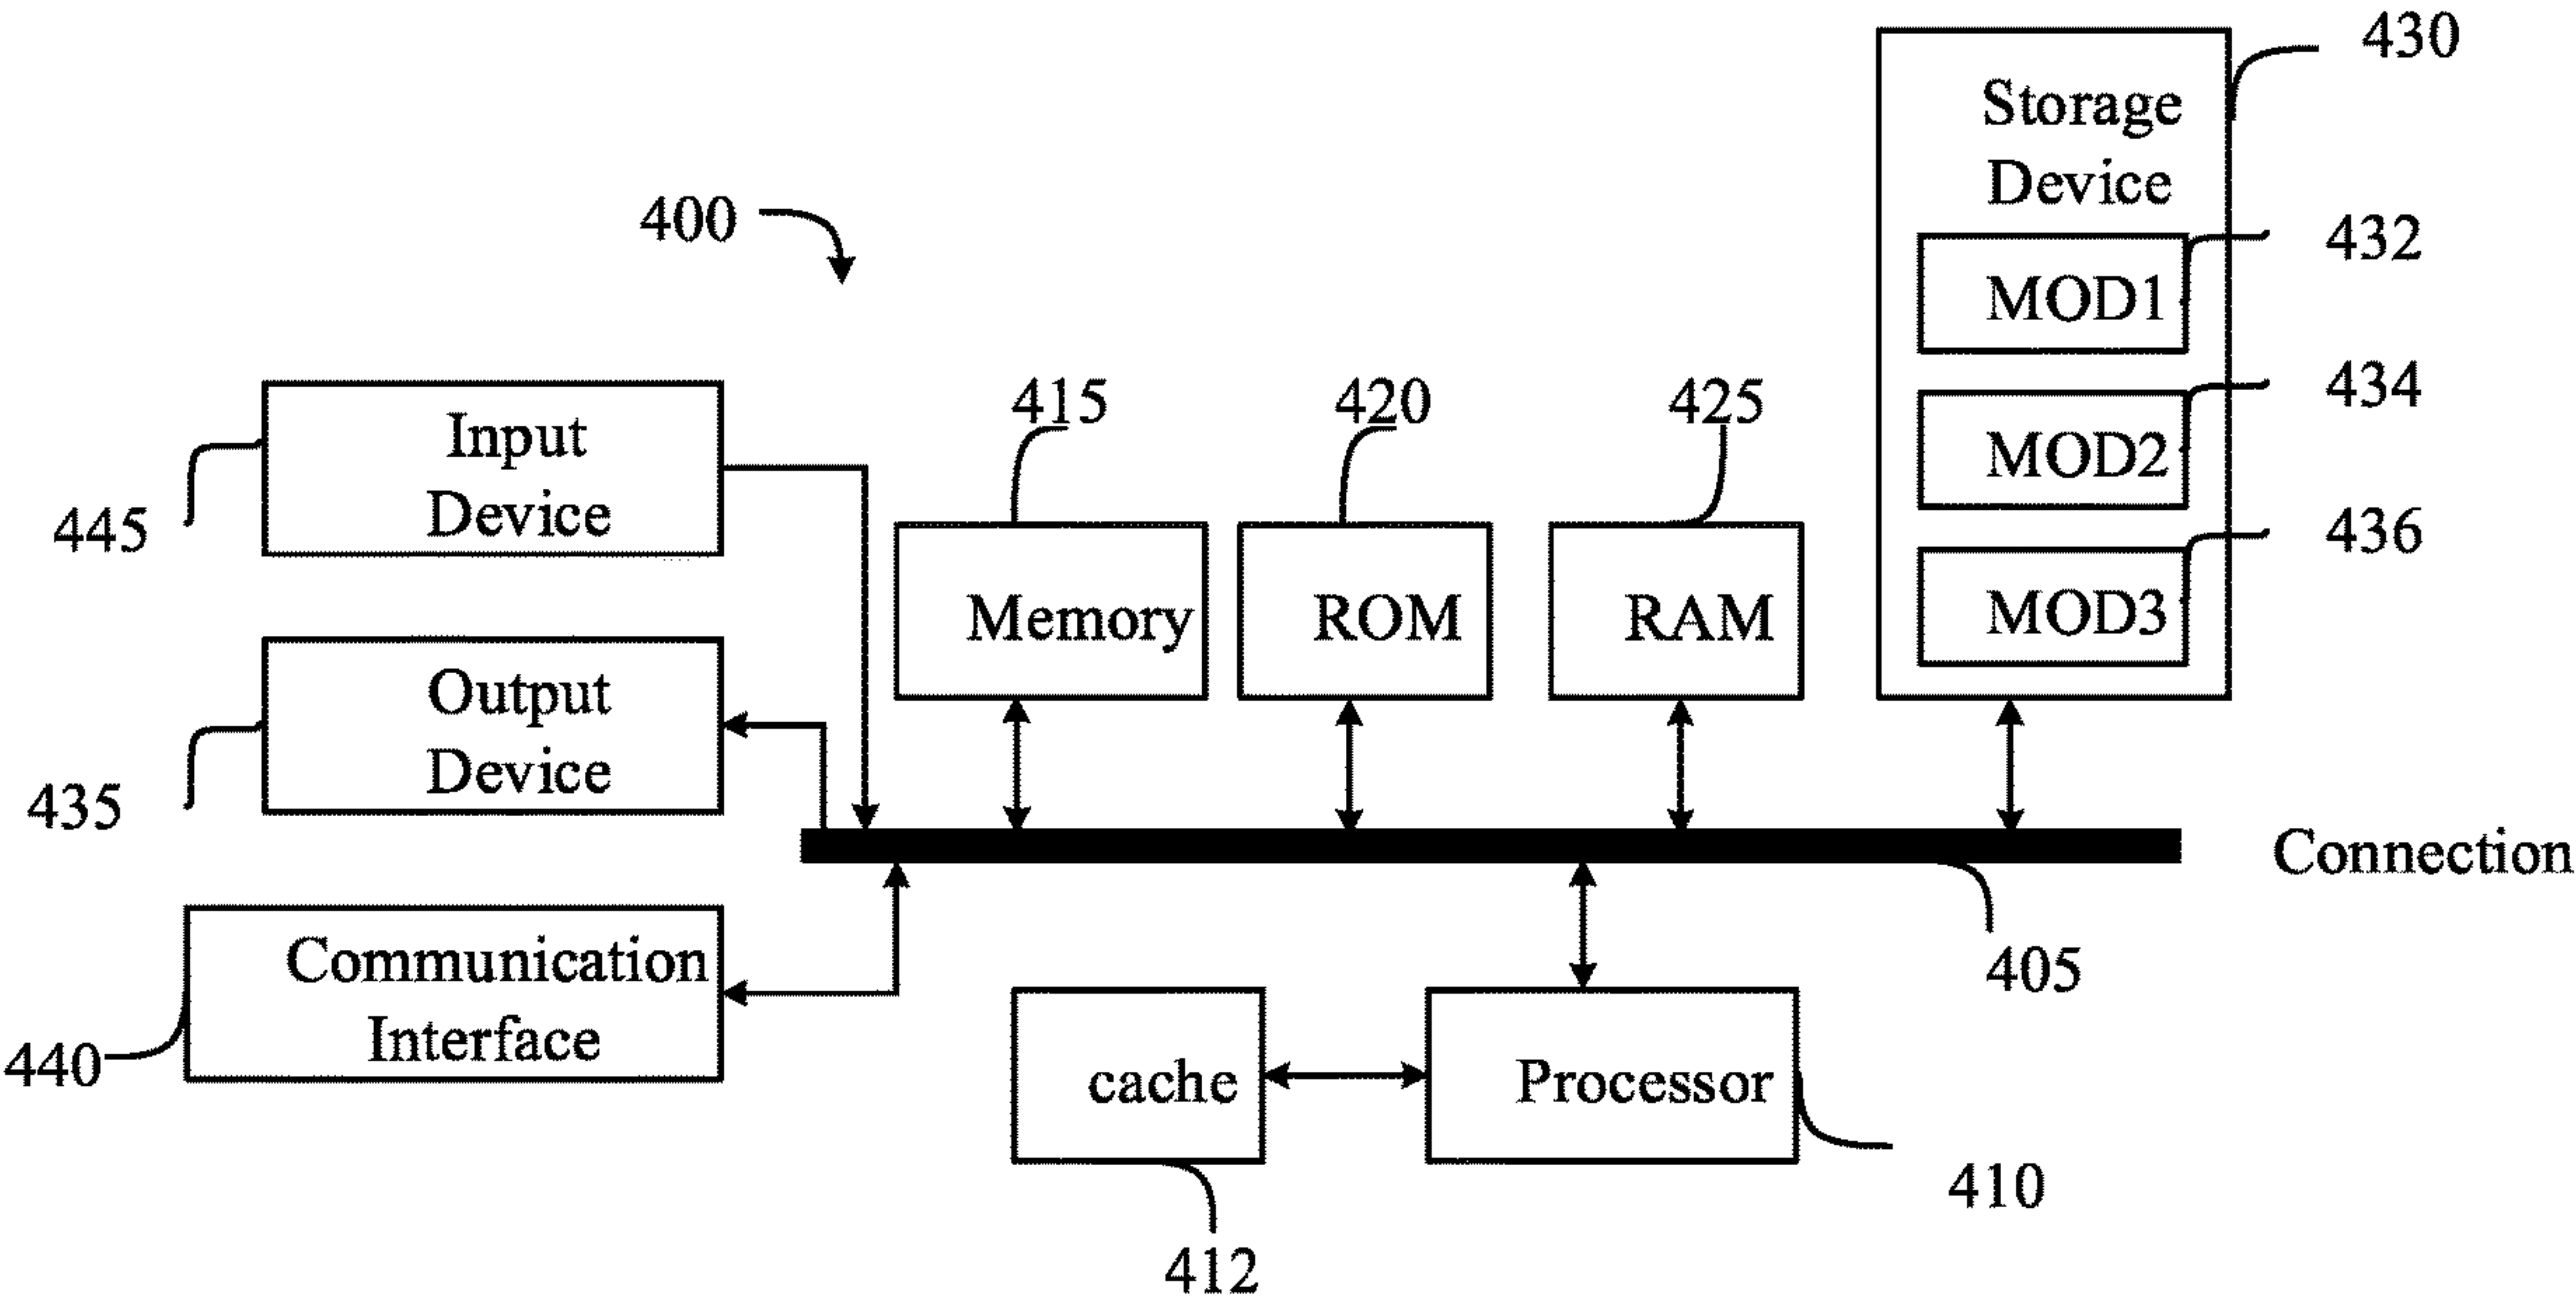 430
Storage
Device
400
432
MOD1
434
MOD2
436
MOD3
415
420
425
Input
Device
445
Memory
ROM
RAM
Output
Device
435
Connection
405
Communication
Interface
440
cache
Processor
410
412